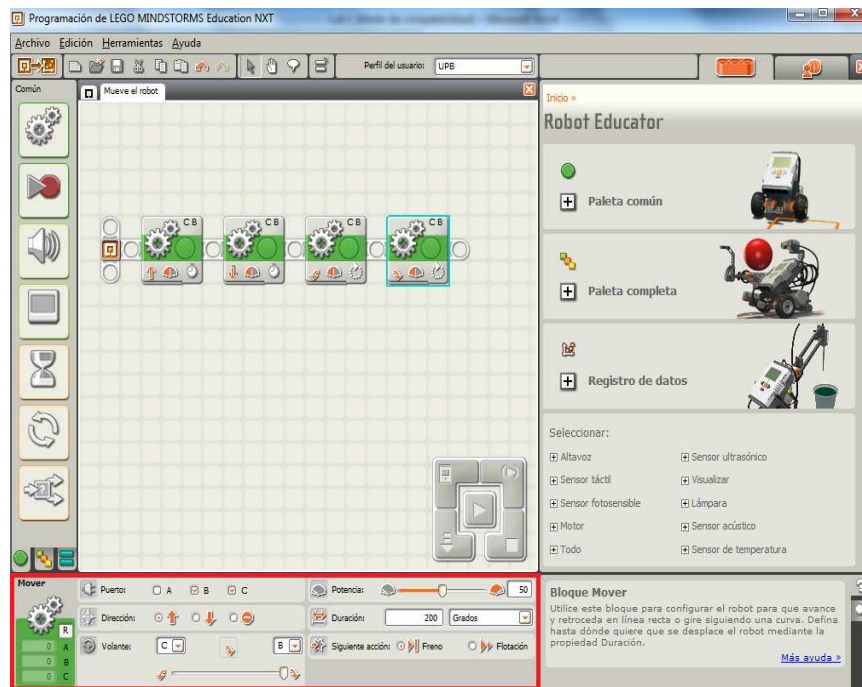 Programación de LEGO MINDSTORMS Education NXT
Archivo Edición Herramientas Ayuda
Perfil del usuario: UPB
Común
Mueve el robot
C B
C B
C B
C B
Inicio »
Robot Educator
Paleta común
Paleta completa
Registro de datos
Seleccionar:
Altavoz
Sensor ultrasónico
Sensor táctil
Visualizar
Sensor fotosensible
Lámpara
Motor
Sensor acústico
Todo
Sensor de temperatura
Mover
R
0 A
0 B
0 C
Puerto: A B C
Dirección:
Volante: C B
Potencia: 50
Duración: 200 Grados
Siguiente acción: Freno Flotación
Bloque Mover
Utilice este bloque para configurar el robot para que avance
y retroceda en línea recta o gire siguiendo una curva. Defina
hasta dónde quiere que se desplace el robot mediante la
propiedad Duración.
Más ayuda »